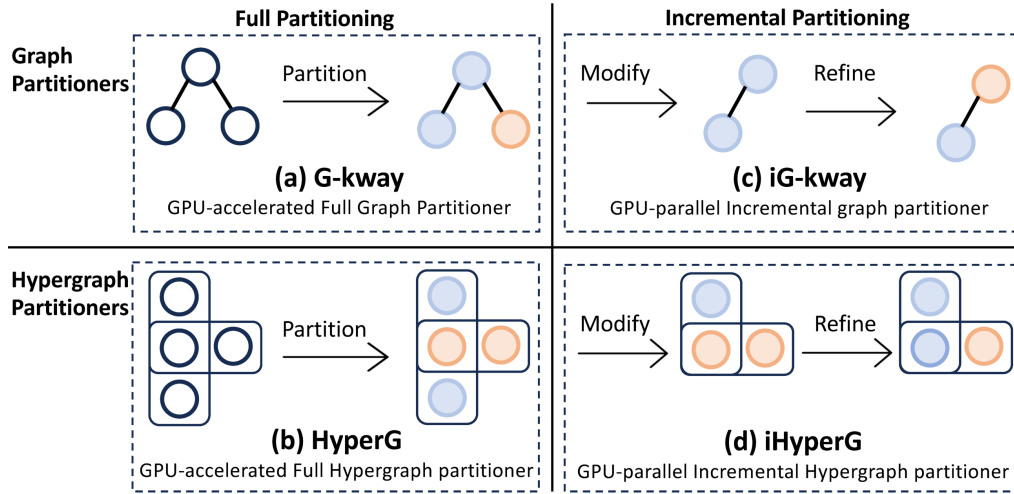 Full Partitioning
Incremental Partitioning
Graph
Partitioners
Partition
Modify
Refine
(a) G-kway
GPU-accelerated Full Graph Partitioner
(c) iG-kway
GPU-parallel Incremental graph partitioner
Hypergraph
Partitioners
Partition
Modify
Refine
(b) HyperG
GPU-accelerated Full Hypergraph partitioner
(d) iHyperG
GPU-parallel Incremental Hypergraph partitioner